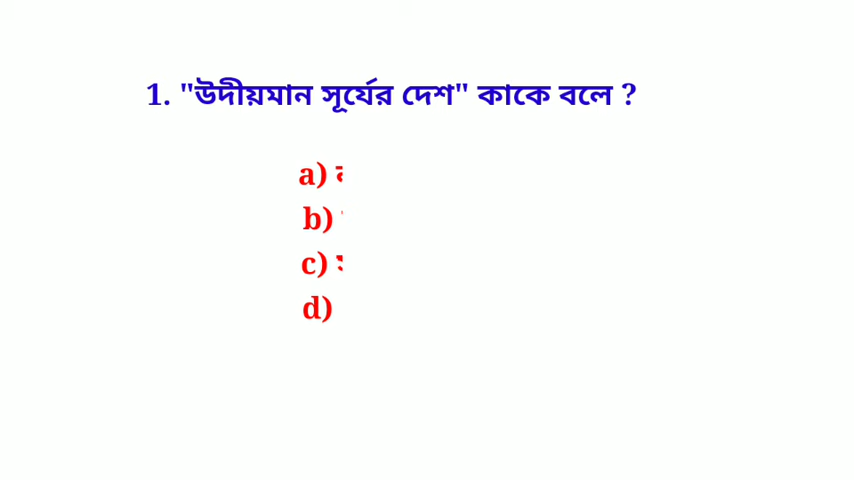 1. "উদীয়মান সূর্যের দেশ" কাকে বলে ?
a)
b)
c)
d)